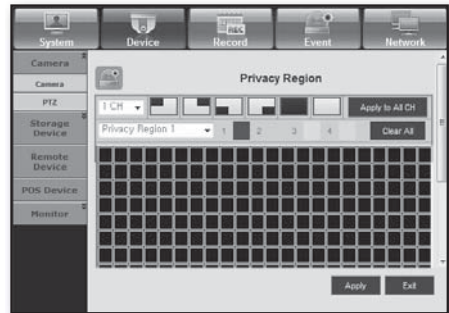 System Device Record Event Network
REC
Camera
Camera
PTZ
Storage
Device
Remote
Device
POS Device
Monitor
Privacy Region
1 CH
Apply to All CH
Privacy Region 1
1 2 3 4
Clear All
Apply Exit